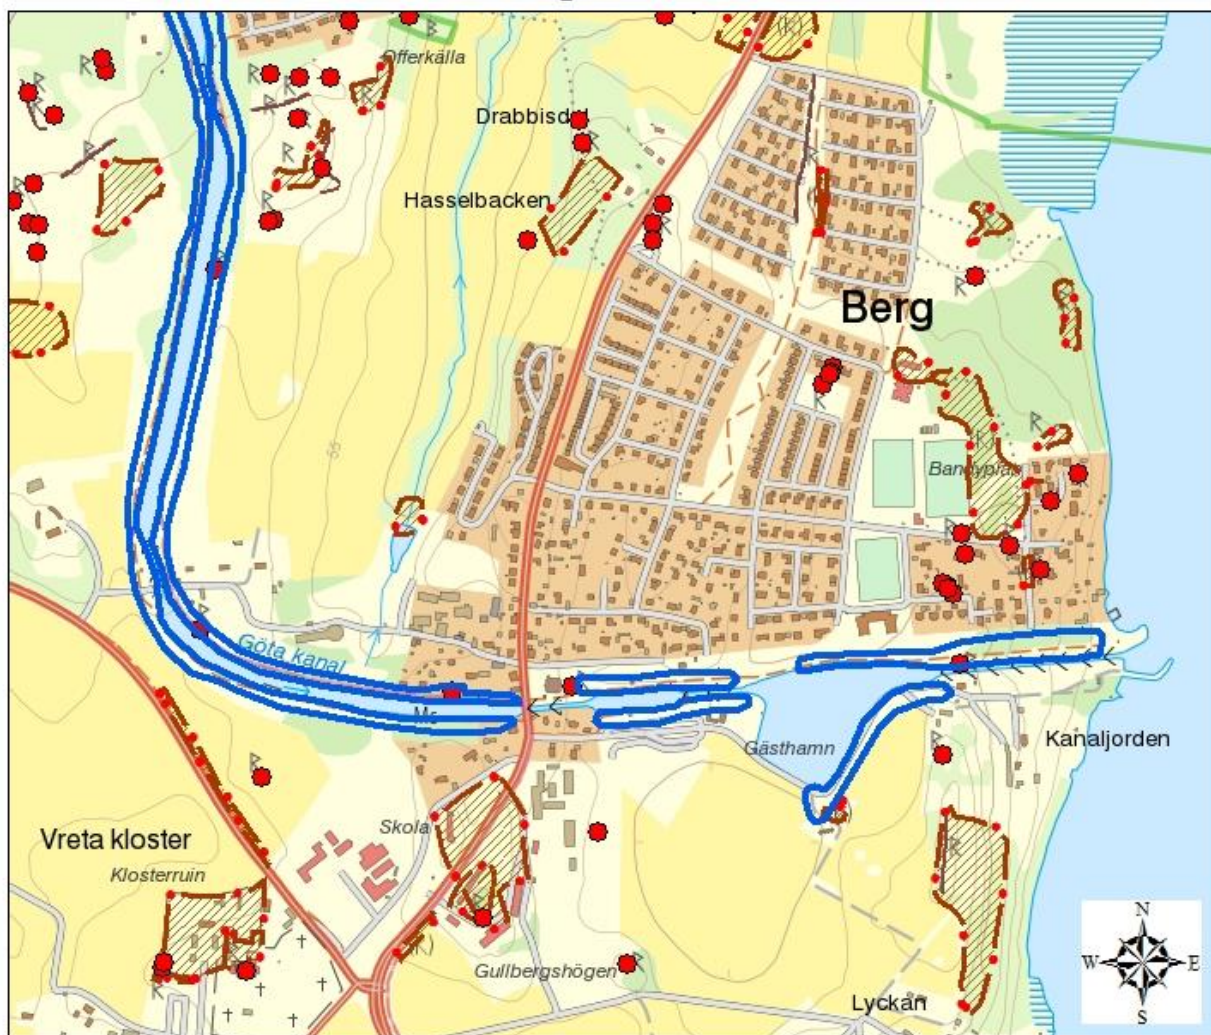 Offerkälla
Drabbisdal
Hasselbacken
Berg
Bandyplan
Göta kanal
Gästhamn
Kanaljorden
Skola
Vreta kloster
Klosterruin
Gullbergshögen
Lyckan
N
W
E
S